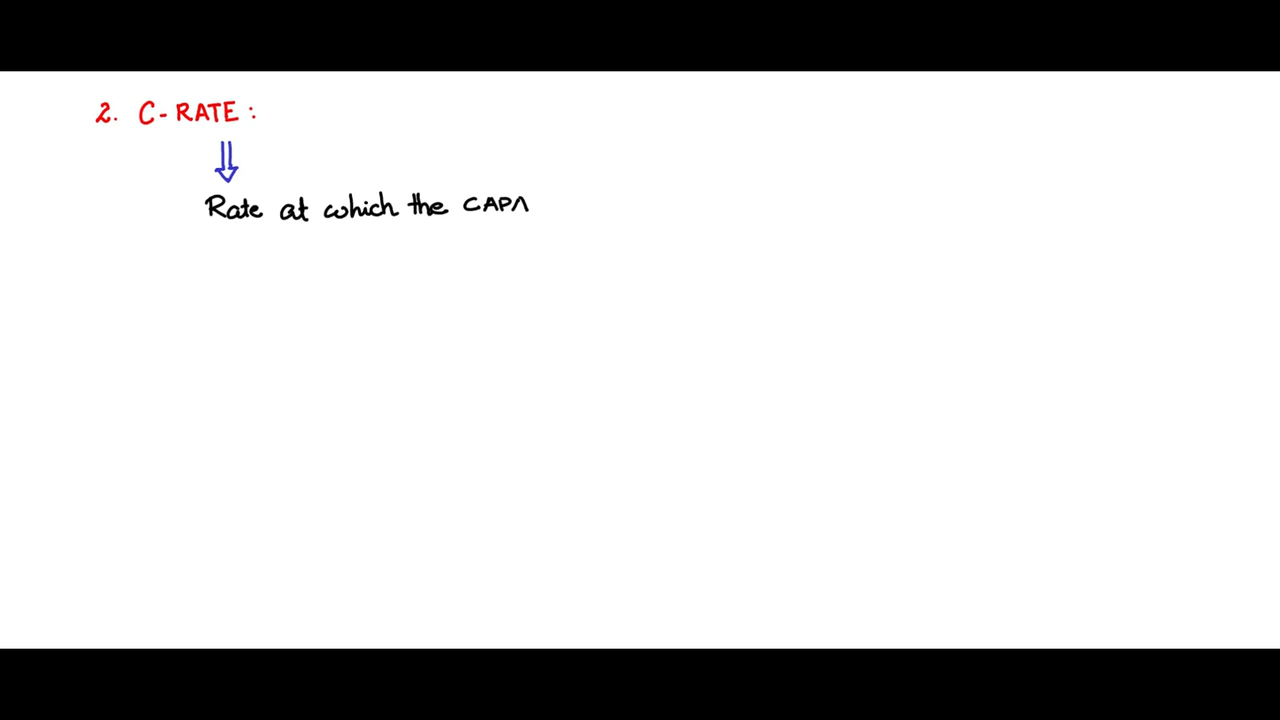 2. C-RATE :
Rate at which the CAPA